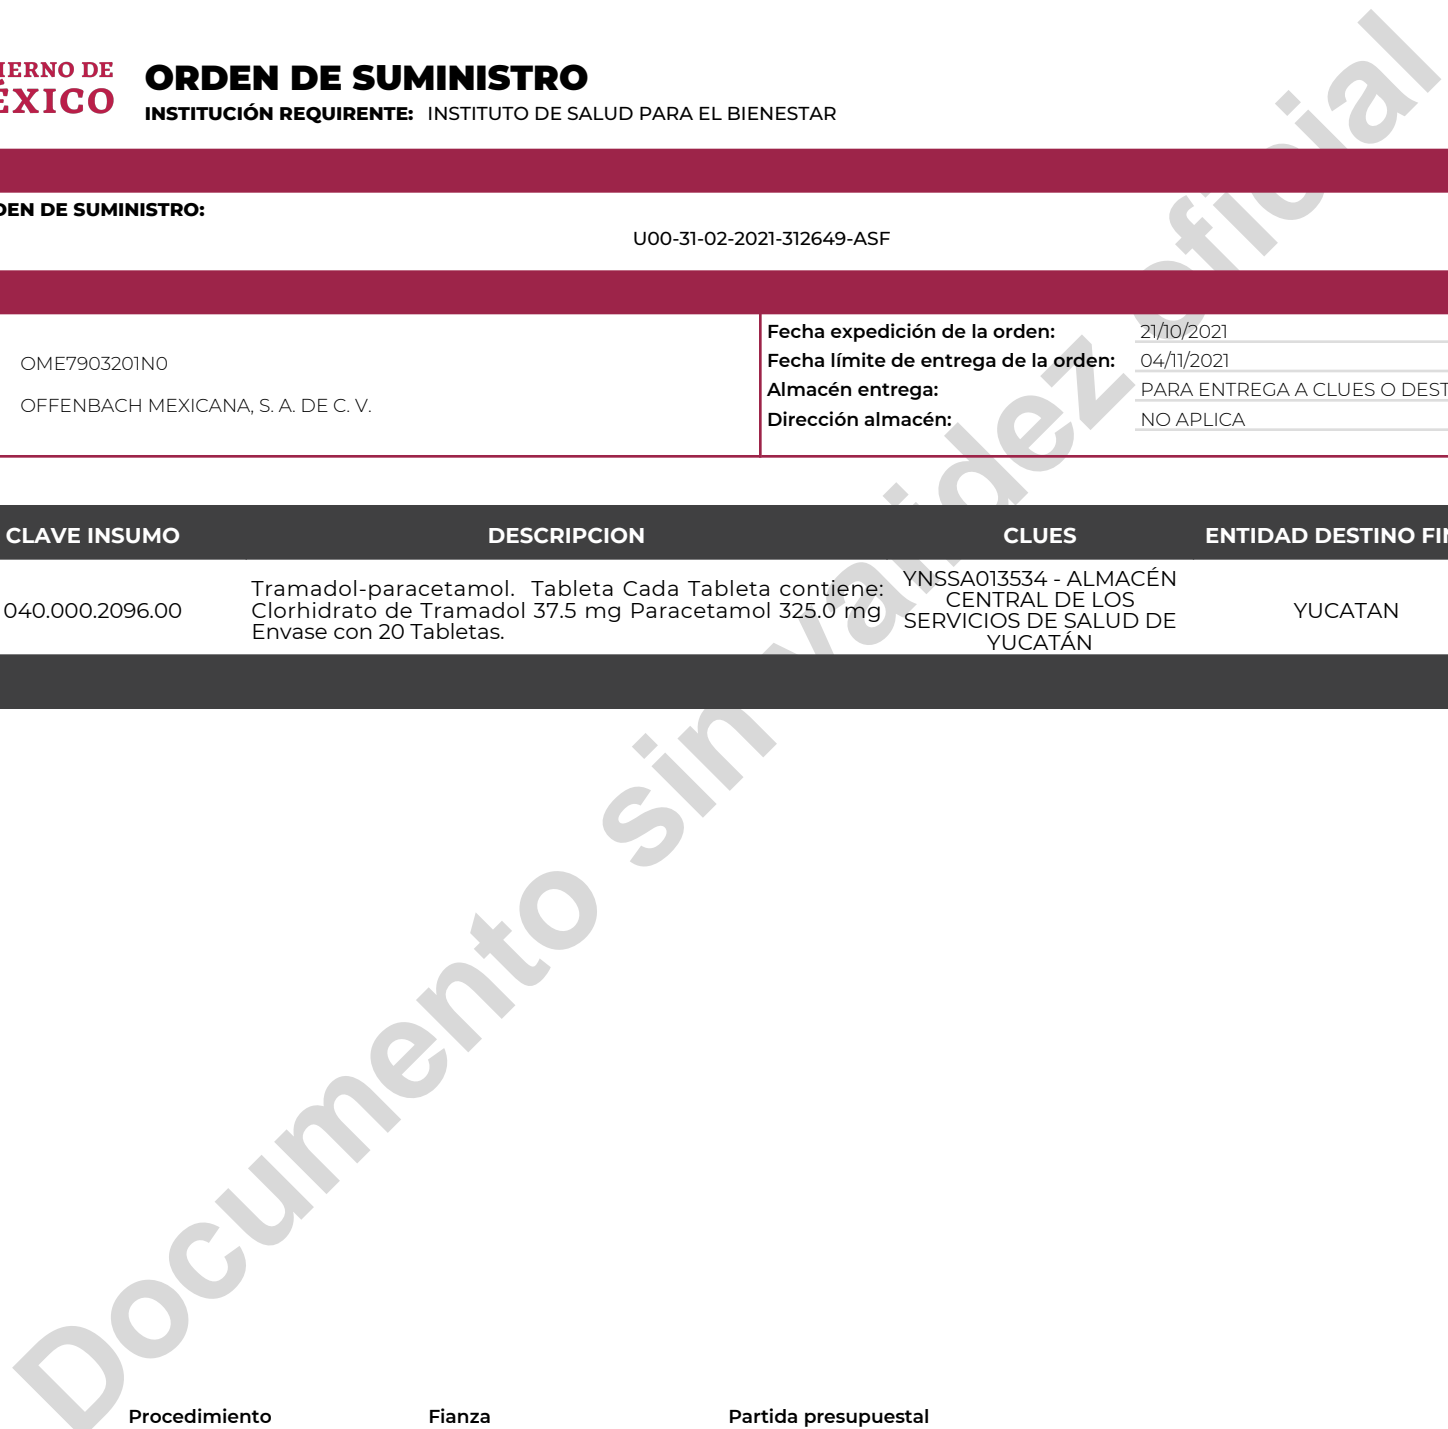 IERNO DE
ÉXICO
ORDEN DE SUMINISTRO
INSTITUCIÓN REQUIRENTE: INSTITUTO DE SALUD PARA EL BIENESTAR
DEN DE SUMINISTRO:
U00-31-02-2021-312649-ASF
OME7903201N0
OFFENBACH MEXICANA, S. A. DE C. V.
Fecha expedición de la orden: 21/10/2021
Fecha límite de entrega de la orden: 04/11/2021
Almacén entrega: PARA ENTREGA A CLUES O DEST
Dirección almacén: NO APLICA
CLAVE INSUMO DESCRIPCION CLUES ENTIDAD DESTINO FIN
040.000.2096.00
Tramadol-paracetamol. Tableta Cada Tableta contiene:
Clorhidrato de Tramadol 37.5 mg Paracetamol 325.0 mg
Envase con 20 Tabletas.
YNSSA013534 - ALMACÉN
CENTRAL DE LOS
SERVICIOS DE SALUD DE
YUCATÁN
YUCATAN
Documento sin validez oficial
Procedimiento Fianza Partida presupuestal